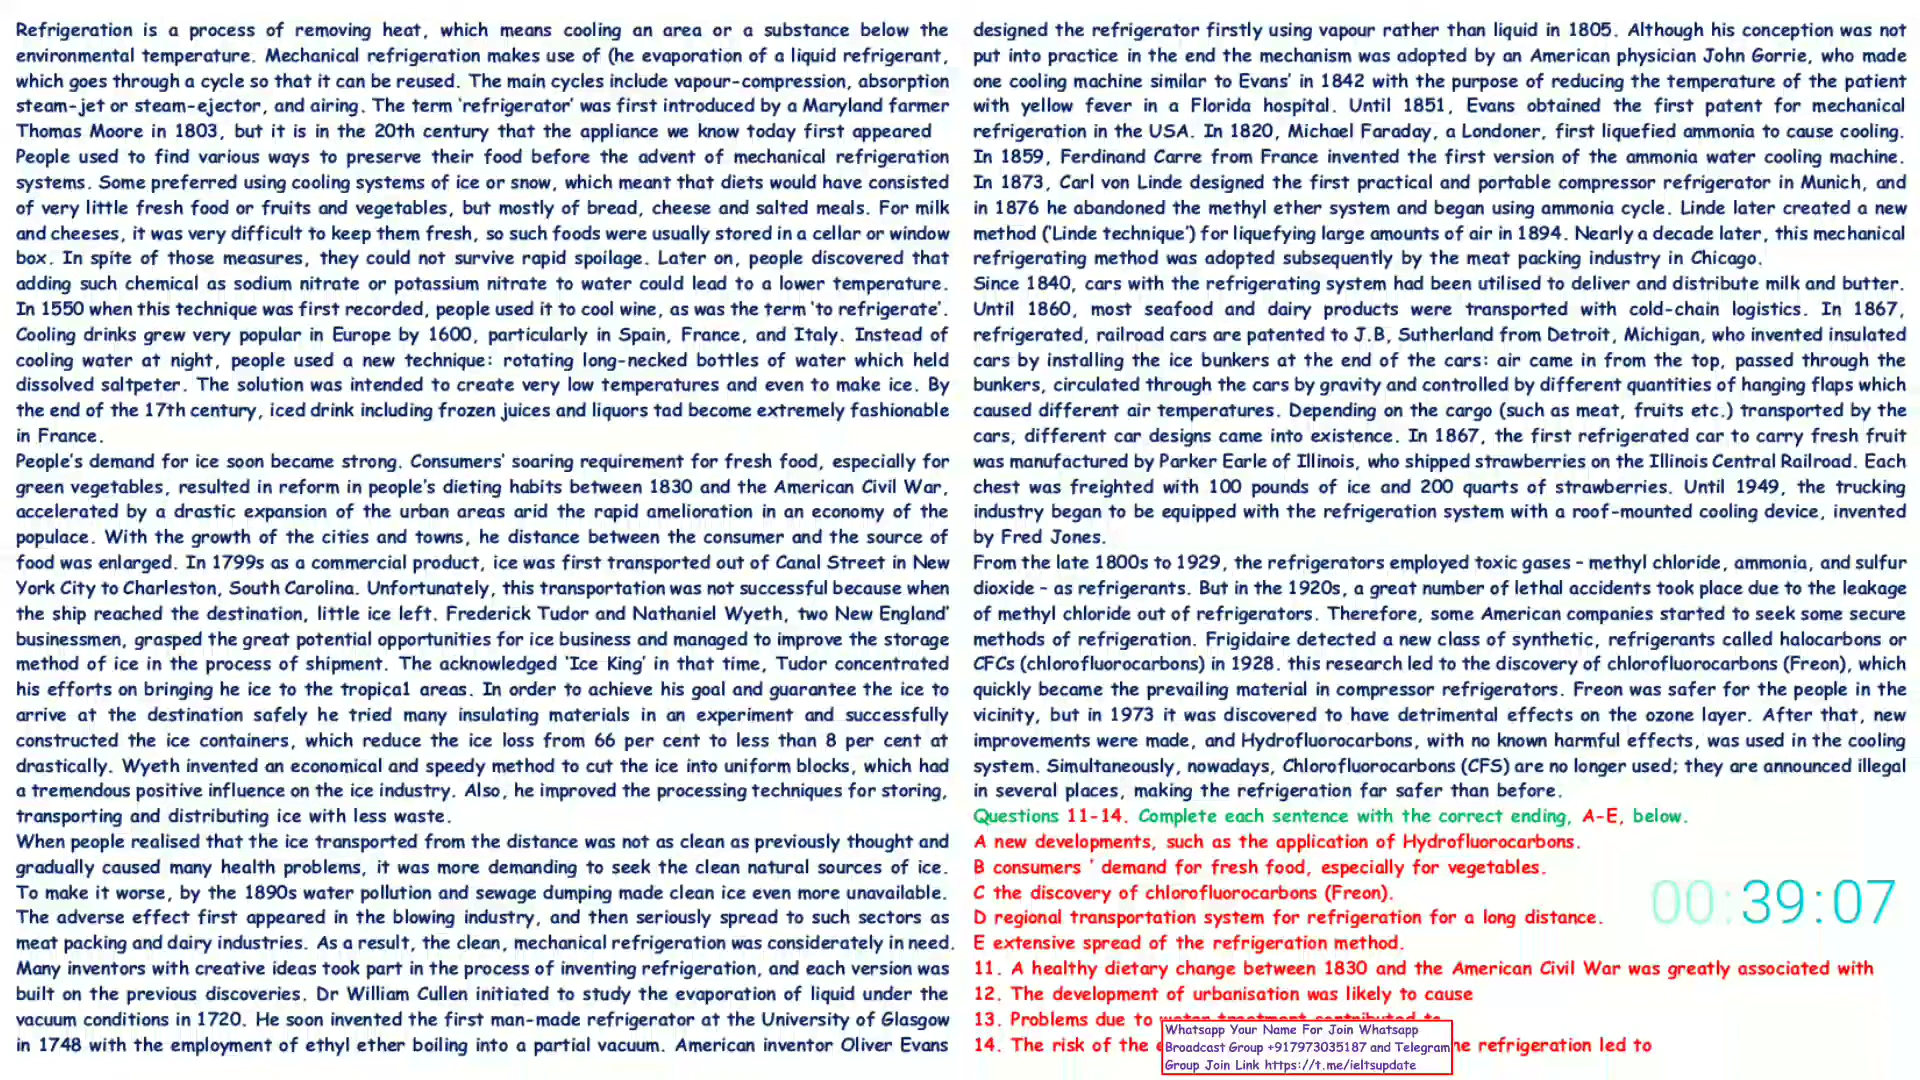 Refrigeration is a process of removing heat, which means cooling an area or a substance below the
environmental temperature. Mechanical refrigeration makes use of (he evaporation of a liquid refrigerant,
which goes through a cycle so that it can be reused. The main cycles include vapour-compression, absorption
steam-jet or steam-ejector, and airing. The term 'refrigerator' was first introduced by a Maryland farmer
Thomas Moore in 1803, but it is in the 20th century that the appliance we know today first appeared
People used to find various ways to preserve their food before the advent of mechanical refrigeration
systems. Some preferred using cooling systems of ice or snow, which meant that diets would have consisted
of very little fresh food or fruits and vegetables, but mostly of bread, cheese and salted meals. For milk
and cheeses, it was very difficult to keep them fresh, so such foods were usually stored in a cellar or window
box. In spite of those measures, they could not survive rapid spoilage. Later on, people discovered that
adding such chemical as sodium nitrate or potassium nitrate to water could lead to a lower temperature.
In 1550 when this technique was first recorded, people used it to cool wine, as was the term 'to refrigerate'.
Cooling drinks grew very popular in Europe by 1600, particularly in Spain, France, and Italy. Instead of
cooling water at night, people used a new technique: rotating long-necked bottles of water which held
dissolved saltpeter. The solution was intended to create very low temperatures and even to make ice. By
the end of the 17th century, iced drink including frozen juices and liquors tad become extremely fashionable
in France.
People's demand for ice soon became strong. Consumers' soaring requirement for fresh food, especially for
green vegetables, resulted in reform in people's dieting habits between 1830 and the American Civil War,
accelerated by a drastic expansion of the urban areas arid the rapid amelioration in an economy of the
populace. With the growth of the cities and towns, he distance between the consumer and the source of
food was enlarged. In 1799s as a commercial product, ice was first transported out of Canal Street in New
York City to Charleston, South Carolina. Unfortunately, this transportation was not successful because when
the ship reached the destination, little ice left. Frederick Tudor and Nathaniel Wyeth, two New England'
businessmen, grasped the great potential opportunities for ice business and managed to improve the storage
method of ice in the process of shipment. The acknowledged 'Ice King' in that time, Tudor concentrated
his efforts on bringing he ice to the tropica1 areas. In order to achieve his goal and guarantee the ice to
arrive at the destination safely he tried many insulating materials in an experiment and successfully
constructed the ice containers, which reduce the ice loss from 66 per cent to less than 8 per cent at
drastically. Wyeth invented an economical and speedy method to cut the ice into uniform blocks, which had
a tremendous positive influence on the ice industry. Also, he improved the processing techniques for storing,
transporting and distributing ice with less waste.
When people realised that the ice transported from the distance was not as clean as previously thought and
gradually caused many health problems, it was more demanding to seek the clean natural sources of ice.
To make it worse, by the 1890s water pollution and sewage dumping made clean ice even more unavailable.
The adverse effect first appeared in the blowing industry, and then seriously spread to such sectors as
meat packing and dairy industries. As a result, the clean, mechanical refrigeration was considerately in need.
Many inventors with creative ideas took part in the process of inventing refrigeration, and each version was
built on the previous discoveries. Dr William Cullen initiated to study the evaporation of liquid under the
vacuum conditions in 1720. He soon invented the first man-made refrigerator at the University of Glasgow
in 1748 with the employment of ethyl ether boiling into a partial vacuum. American inventor Oliver Evans
designed the refrigerator firstly using vapour rather than liquid in 1805. Although his conception was not
put into practice in the end the mechanism was adopted by an American physician John Gorrie, who made
one cooling machine similar to Evans' in 1842 with the purpose of reducing the temperature of the patient
with yellow fever in a Florida hospital. Until 1851, Evans obtained the first patent for mechanical
refrigeration in the USA. In 1820, Michael Faraday, a Londoner, first liquefied ammonia to cause cooling.
In 1859, Ferdinand Carre from France invented the first version of the ammonia water cooling machine.
In 1873, Carl von Linde designed the first practical and portable compressor refrigerator in Munich, and
in 1876 he abandoned the methyl ether system and began using ammonia cycle. Linde later created a new
method ('Linde technique') for liquefying large amounts of air in 1894. Nearly a decade later, this mechanical
refrigerating method was adopted subsequently by the meat packing industry in Chicago.
Since 1840, cars with the refrigerating system had been utilised to deliver and distribute milk and butter.
Until 1860, most seafood and dairy products were transported with cold-chain logistics. In 1867,
refrigerated, railroad cars are patented to J.B, Sutherland from Detroit, Michigan, who invented insulated
cars by installing the ice bunkers at the end of the cars: air came in from the top, passed through the
bunkers, circulated through the cars by gravity and controlled by different quantities of hanging flaps which
caused different air temperatures. Depending on the cargo (such as meat, fruits etc.) transported by the
cars, different car designs came into existence. In 1867, the first refrigerated car to carry fresh fruit
was manufactured by Parker Earle of Illinois, who shipped strawberries on the Illinois Central Railroad. Each
chest was freighted with 100 pounds of ice and 200 quarts of strawberries. Until 1949, the trucking
industry began to be equipped with the refrigeration system with a roof-mounted cooling device, invented
by Fred Jones.
From the late 1800s to 1929, the refrigerators employed toxic gases - methyl chloride, ammonia, and sulfur
dioxide - as refrigerants. But in the 1920s, a great number of lethal accidents took place due to the leakage
of methyl chloride out of refrigerators. Therefore, some American companies started to seek some secure
methods of refrigeration. Frigidaire detected a new class of synthetic, refrigerants called halocarbons or
CFCs (chlorofluorocarbons) in 1928. this research led to the discovery of chlorofluorocarbons (Freon), which
quickly became the prevailing material in compressor refrigerators. Freon was safer for the people in the
vicinity, but in 1973 it was discovered to have detrimental effects on the ozone layer. After that, new
improvements were made, and Hydrofluorocarbons, with no known harmful effects, was used in the cooling
system. Simultaneously, nowadays, Chlorofluorocarbons (CFS) are no longer used; they are announced illegal
in several places, making the refrigeration far safer than before.
Questions 11-14. Complete each sentence with the correct ending, A-E, below.
A new developments, such as the application of Hydrofluorocarbons.
B consumers ' demand for fresh food, especially for vegetables.
C the discovery of chlorofluorocarbons (Freon).
D regional transportation system for refrigeration for a long distance.
E extensive spread of the refrigeration method.
00:39:07
11. A healthy dietary change between 1830 and the American Civil War was greatly associated with
12. The development of urbanisation was likely to cause
13. Problems due to water treatment contributed to
14. The risk of the he refrigeration led to
Whatsapp Your Name For Join Whatsapp
Broadcast Group +917973035187 and Telegram
Group Join Link https://t.me/ieltsupdate